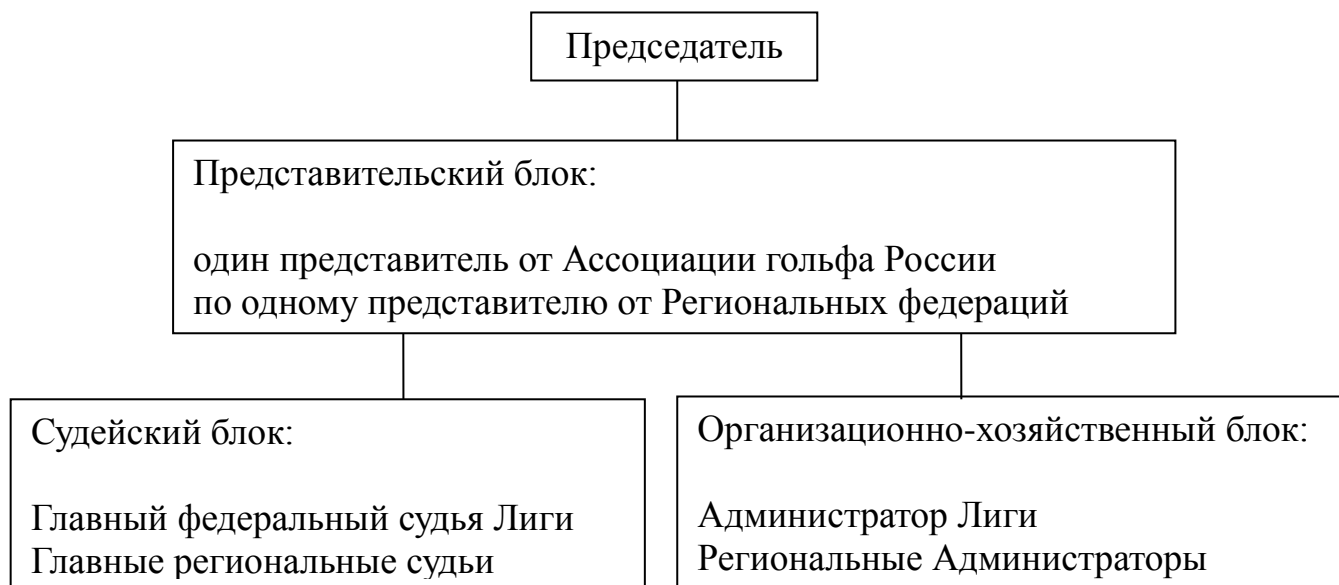 Председатель
Представительский блок:
один представитель от Ассоциации гольфа России
по одному представителю от Региональных федераций
Судейский блок:
Главный федеральный судья Лиги
Главные региональные судьи
Организационно-хозяйственный блок:
Администратор Лиги
Региональные Администраторы